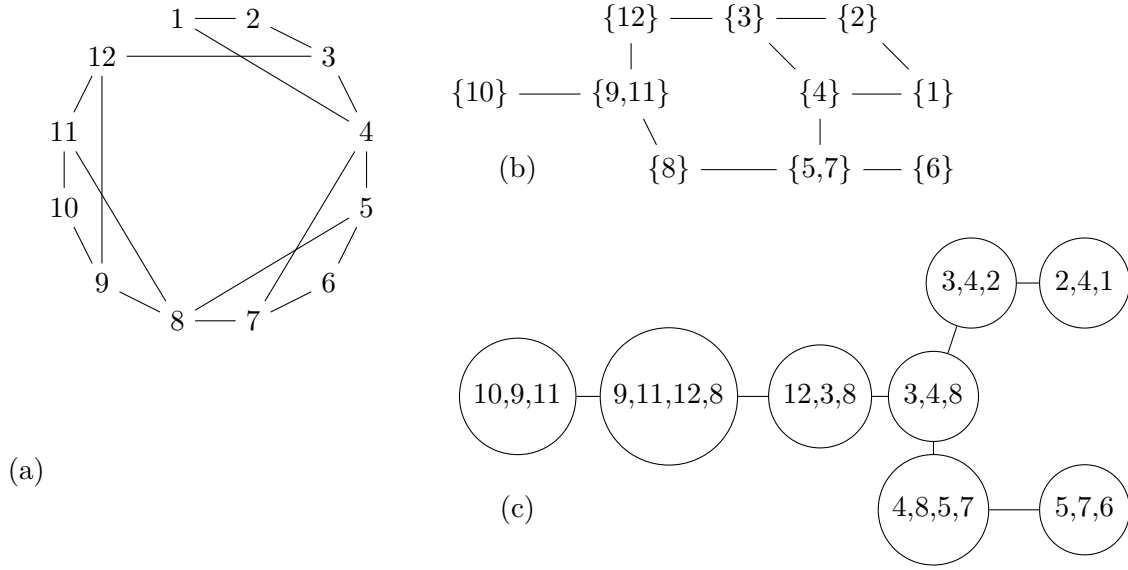 1 2
12 3
11 4
10 5
9 6
8 7
(a)
{12} {3} {2}
{10} {9,11} {4} {1}
(b) {8} {5,7} {6}
3,4,2 2,4,1
10,9,11 9,11,12,8 12,3,8 3,4,8
(c) 4,8,5,7 5,7,6